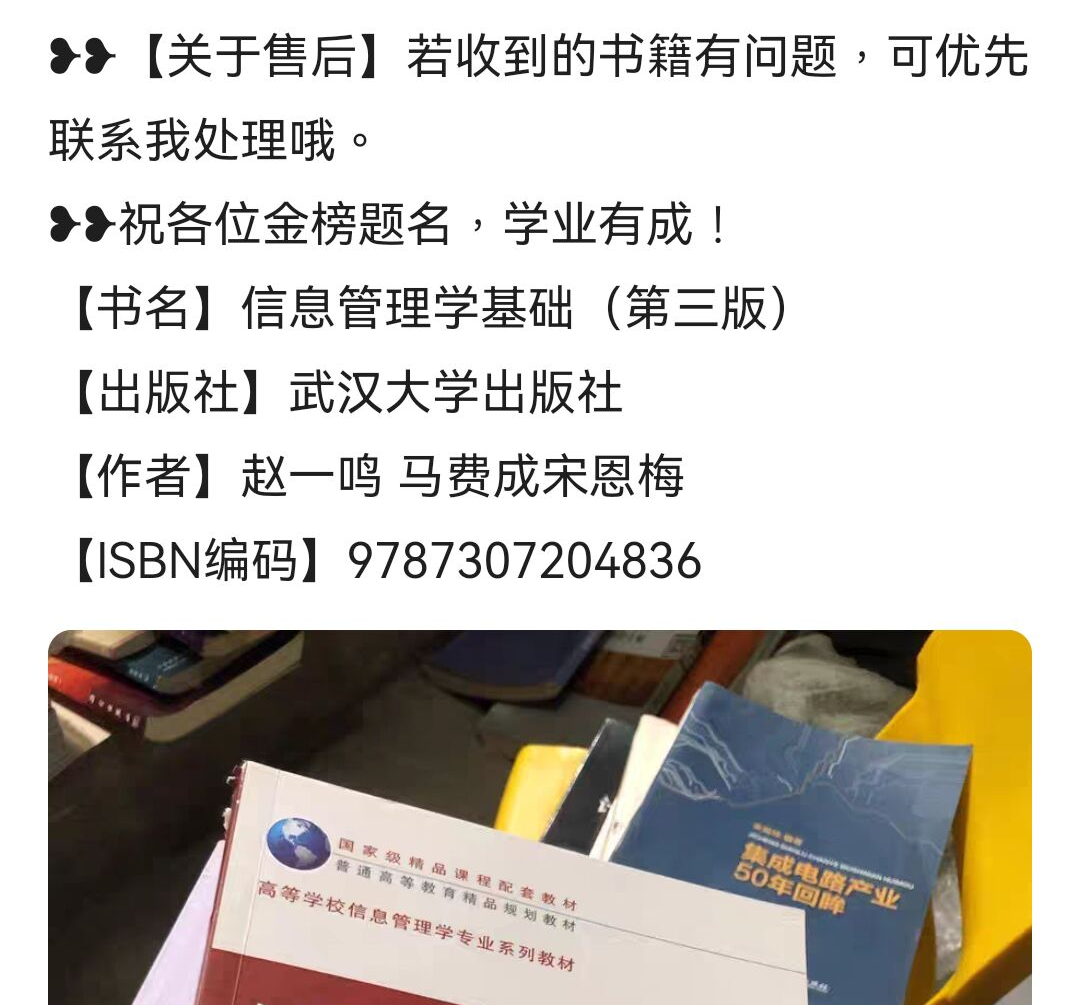 ❥❥【关于售后】若收到的书籍有问题，可优先
联系我处理哦。
❥❥祝各位金榜题名，学业有成！
【书名】信息管理学基础（第三版）
【出版社】武汉大学出版社
【作者】赵一鸣 马费成宋恩梅
【ISBN编码】9787307204836
国家级精品课程配套教材
普通高等教育精品规划教材
高等学校信息管理学专业系列教材
集成电路产业
50年回眸